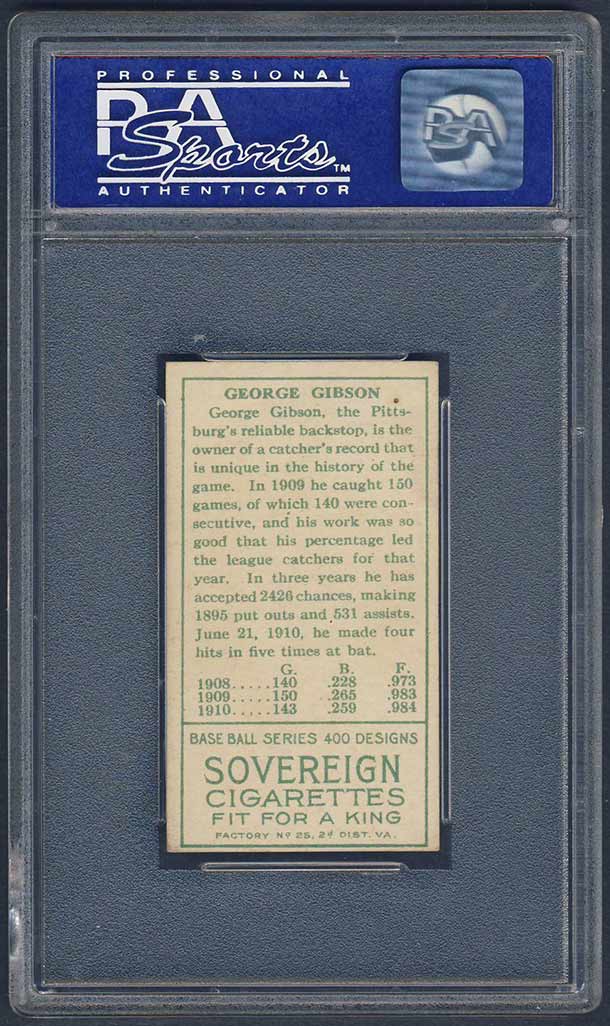 PROFESSIONAL
PSA
Sports™
AUTHENTICATOR
PSA
GEORGE GIBSON
George Gibson, the Pitts-
burg's reliable backstop, is the
owner of a catcher's record that
is unique in the history of the
game. In 1909 he caught 150
games, of which 140 were con-
secutive, and his work was so
good that his percentage led
the league catchers for that
year. In three years he has
accepted 2426 chances, making
1895 put outs and 531 assists.
June 21, 1910, he made four
hits in five times at bat.
G. B. F.
1908.....140 .228 .973
1909.....150 .265 .983
1910.....143 .259 .984
BASE BALL SERIES 400 DESIGNS
SOVEREIGN
CIGARETTES
FIT FOR A KING
FACTORY Nº 25, 2d DIST. VA.